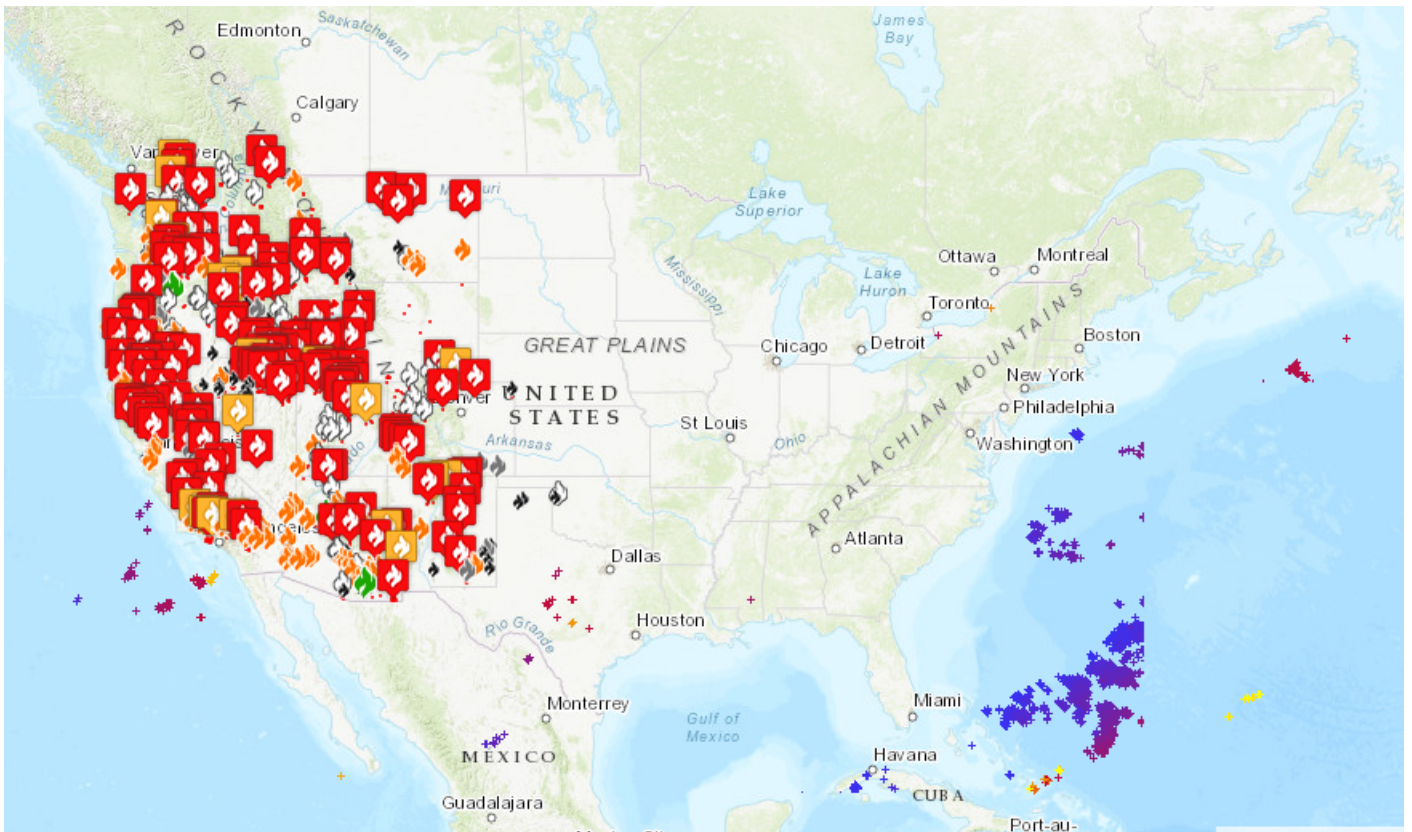 Edmonton
Saskatchewan
James
Bay
ROCKY
Calgary
Lake
Superior
Ottawa
Montreal
Mississippi
Lake
Huron
Toronto
GREAT PLAINS
Chicago
Detroit
Boston
APPALACHIAN MOUNTAINS
New York
UNITED
STATES
Philadelphia
St Louis
Ohio
Washington
Arkansas
Atlanta
Dallas
Houston
Rio Grande
Monterrey
Miami
Gulf of
Mexico
MEXICO
Havana
CUBA
Guadalajara
Port-au-